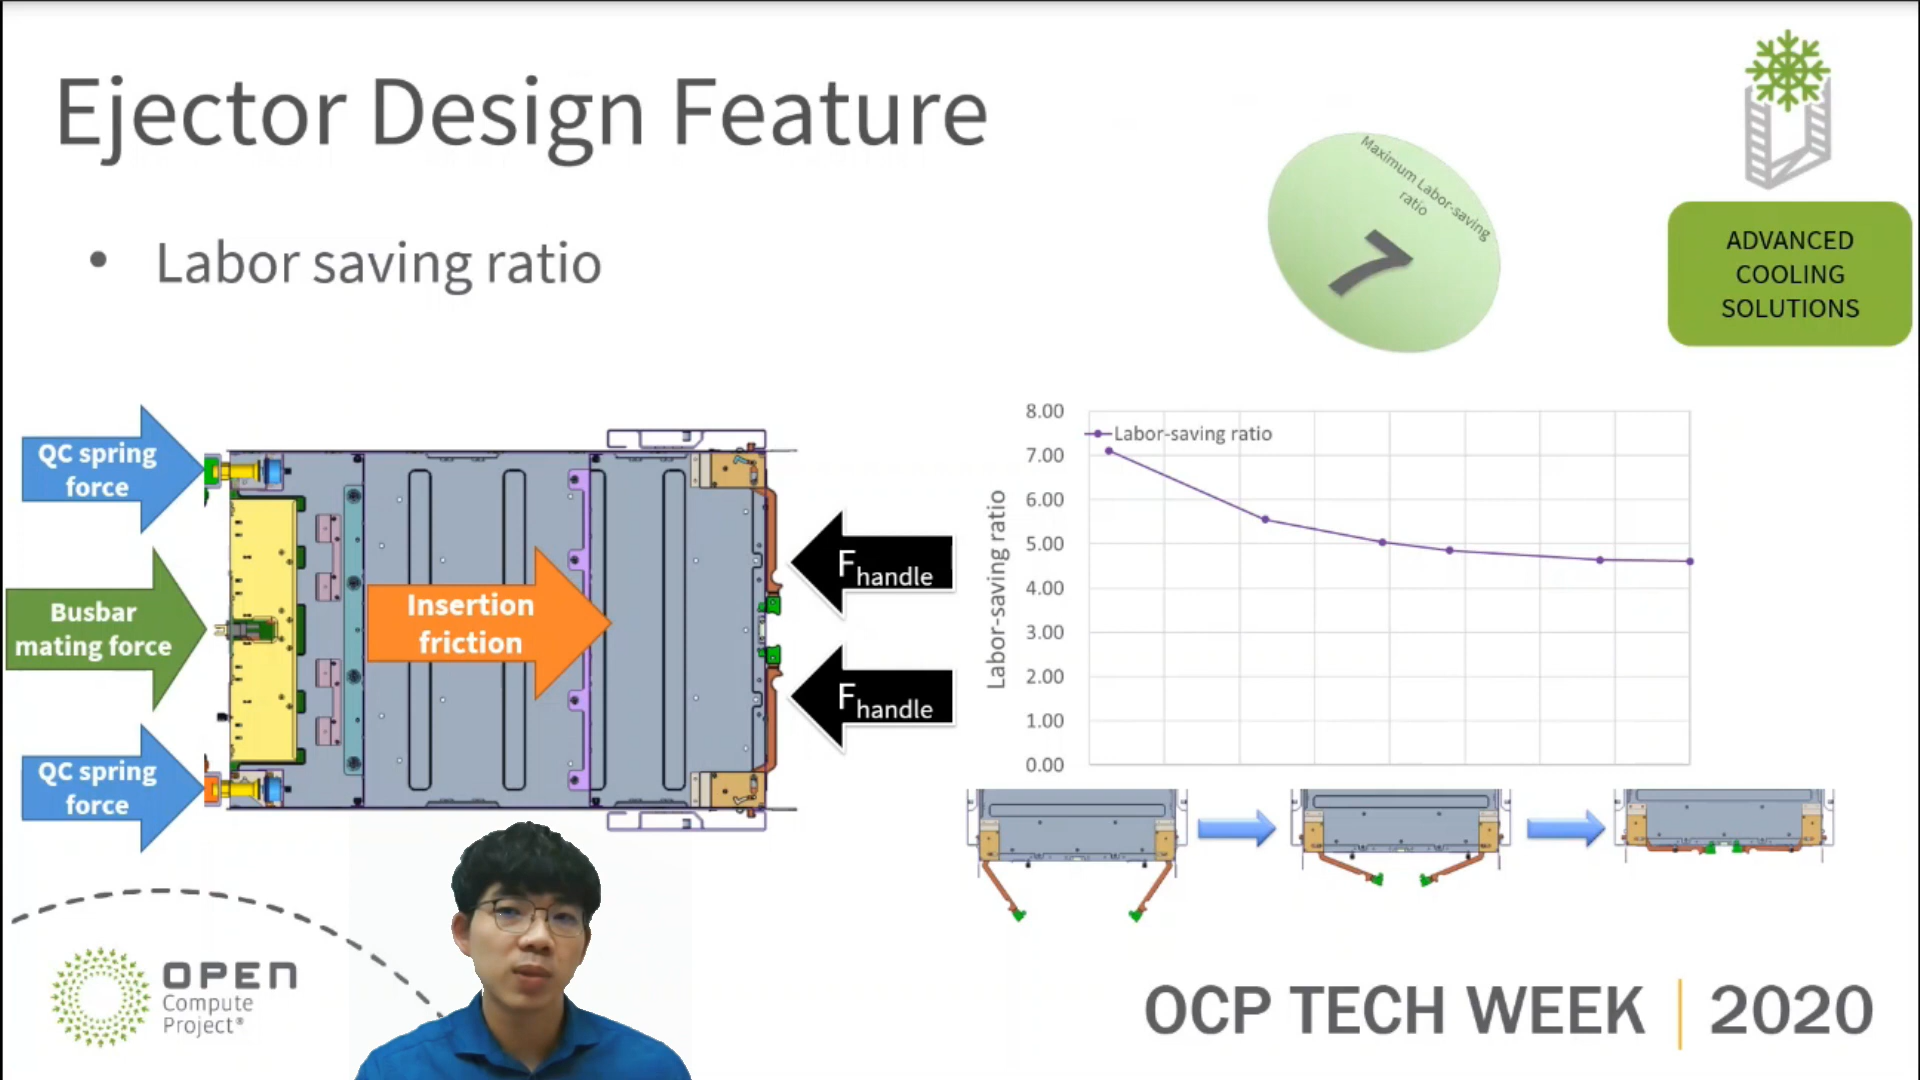 Ejector Design Feature
• Labor saving ratio
Maximum Labor-saving
ratio
7
ADVANCED
COOLING
SOLUTIONS
QC spring
force
Busbar
mating force
QC spring
force
Insertion
friction
Fhandle
Fhandle
Labor-saving ratio
Labor-saving ratio
8.00
7.00
6.00
5.00
4.00
3.00
2.00
1.00
0.00
OPEN
Compute
Project®
OCP TECH WEEK | 2020